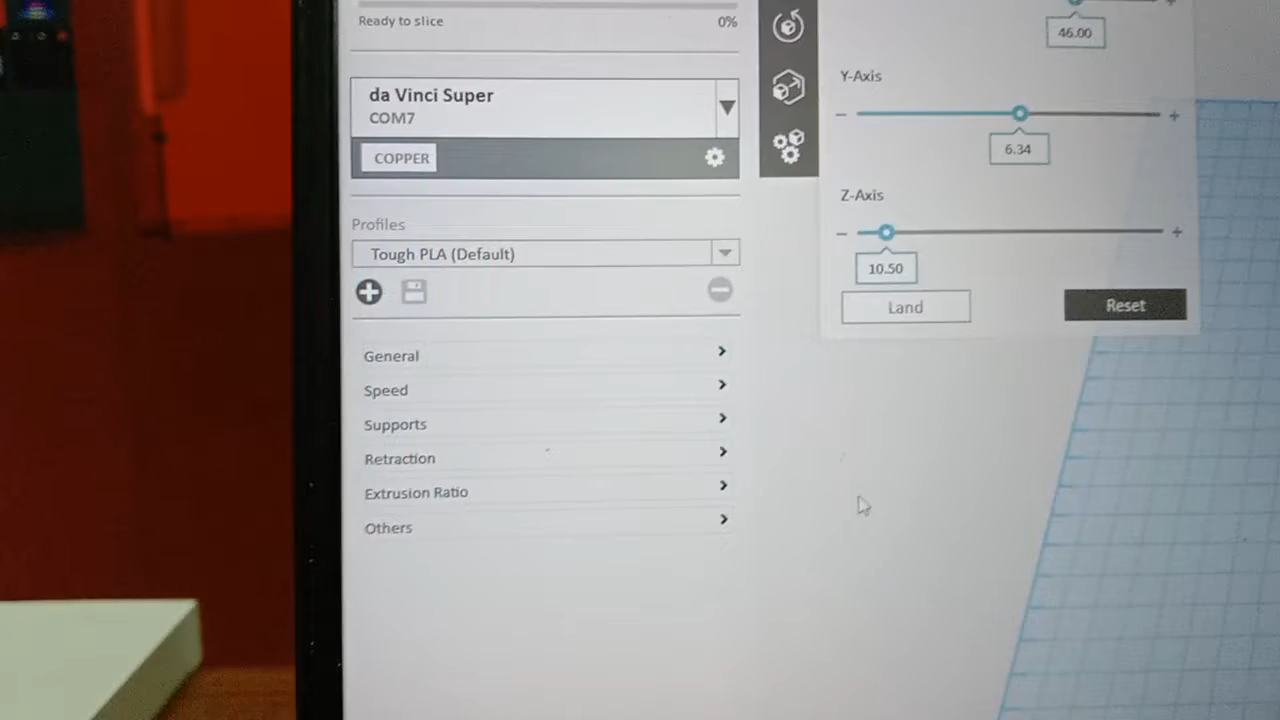 Ready to slice 0%
da Vinci Super
COM7
COPPER
Profiles
Tough PLA (Default)
General
Speed
Supports
Retraction
Extrusion Ratio
Others
46.00
Y-Axis
6.34
Z-Axis
10.50
Land Reset